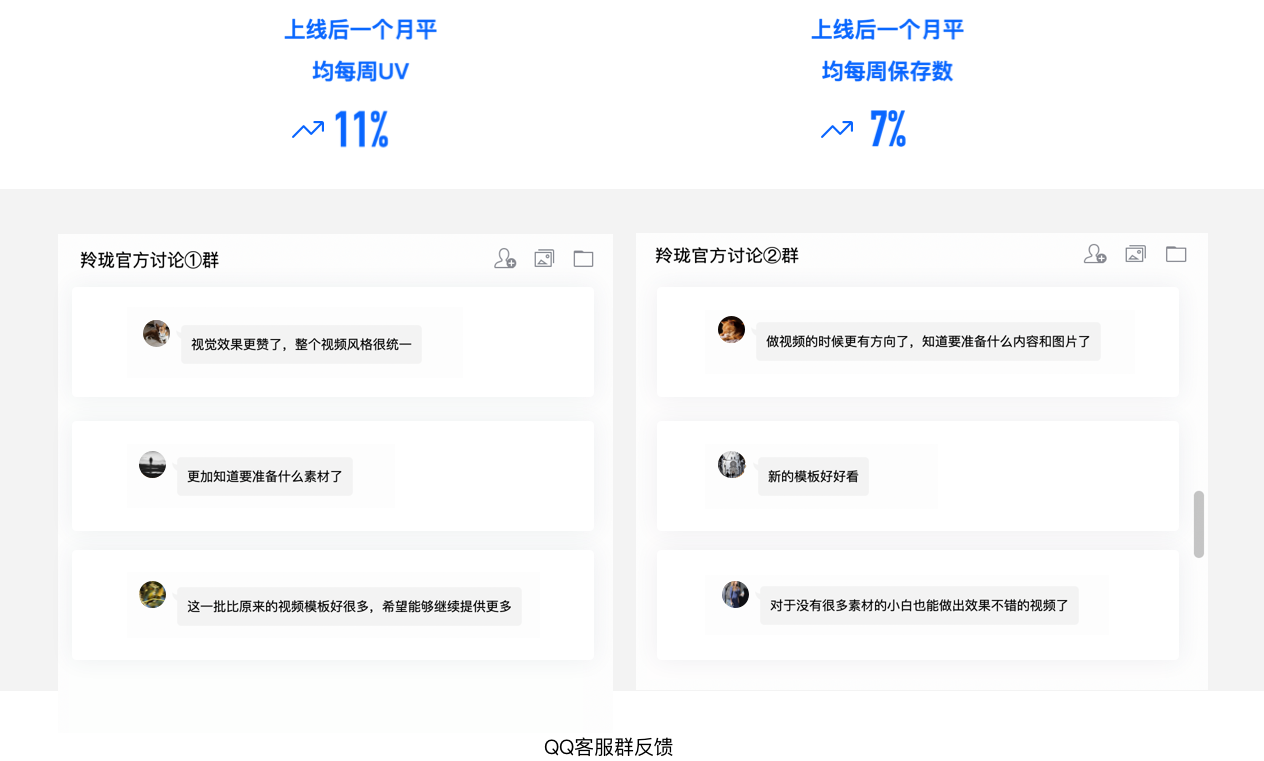 上线后一个月平
均每周UV
11%
上线后一个月平
均每周保存数
7%
羚珑官方讨论①群
视觉效果更赞了，整个视频风格很统一
更加知道要准备什么素材了
这一批比原来的视频模板好很多，希望能够继续提供更多
羚珑官方讨论②群
做视频的时候更有方向了，知道要准备什么内容和图片了
新的模板好好看
对于没有很多素材的小白也能做出效果不错的视频了
QQ客服群反馈